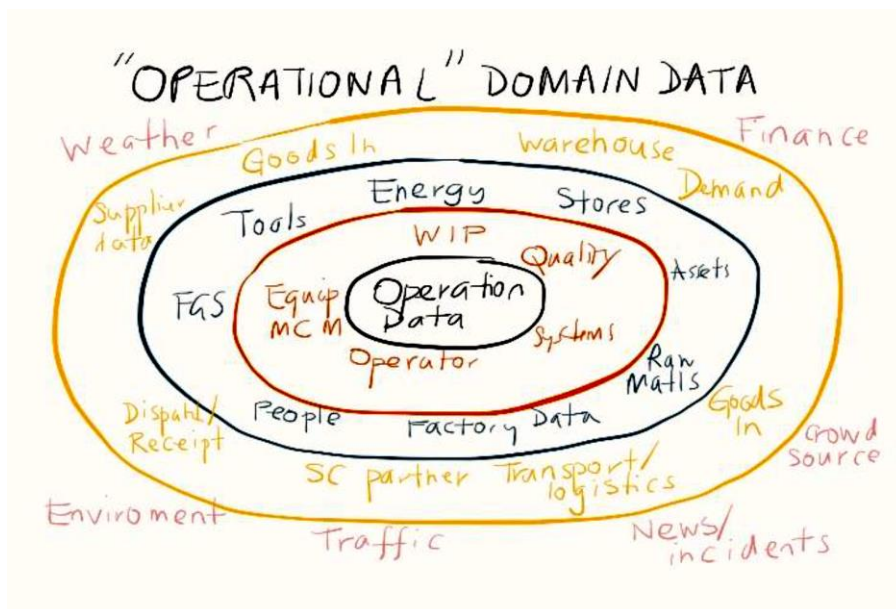 "OPERATIONAL" DOMAIN DATA
Weather
Finance
Goods In
Warehouse
Supplier
data
Demand
Energy
Tools
Stores
WIP
Quality
Assets
FGS
Equip
MCM
Operation
Data
Systems
Operator
Raw
Matls
People
Factory Data
Dispaht/
Receipt
Goods
In
SC partner
Transport/
logistics
Crowd
source
Enviroment
Traffic
News/
incidents